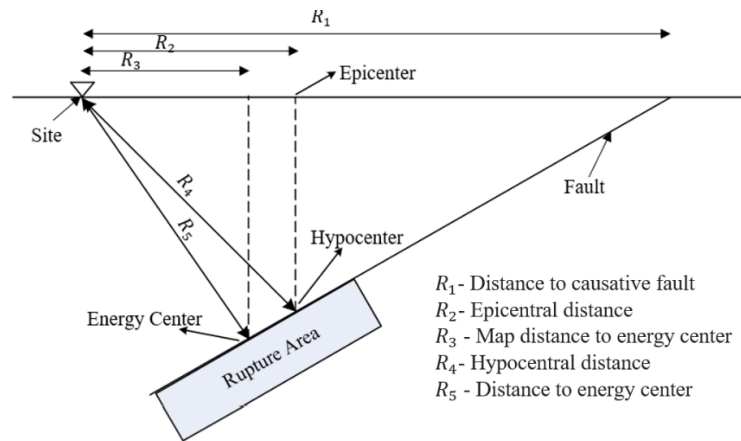 R₁
R₂
R₃
Epicenter
Site
R₄
R₅
Fault
Hypocenter
Energy Center
Rupture Area
R₁- Distance to causative fault
R₂- Epicentral distance
R₃ - Map distance to energy center
R₄- Hypocentral distance
R₅ - Distance to energy center